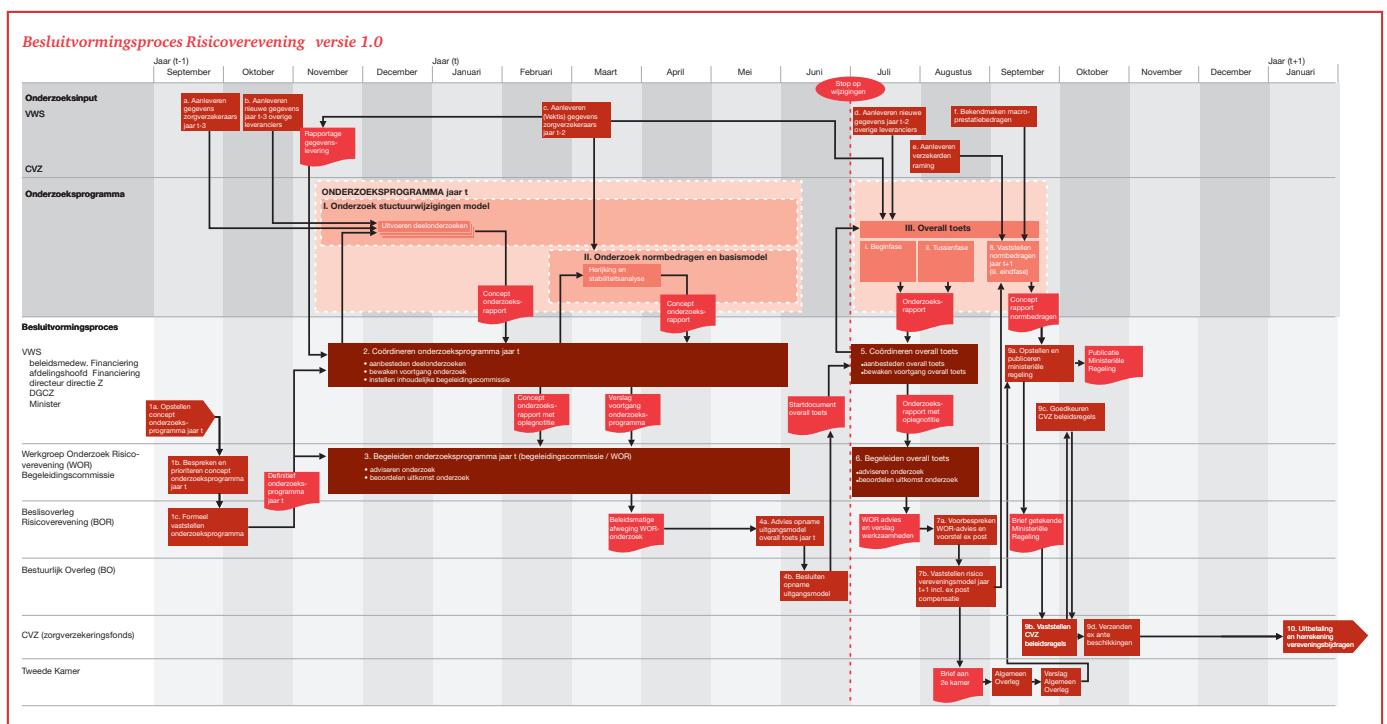 Besluitvormingsproces Risicoverevening versie 1.0
Jaar (t-1)
Jaar (t)
Jaar (t+1)
September
Oktober
November
December
Januari
Februari
Maart
April
Mei
Juni
Juli
Augustus
September
Oktober
November
December
Januari
Stop op
wijzigingen
Onderzoeksinput
VWS
CVZ
a. Aanleveren
gegevens
zorgverzekeraars
jaar t-3
b. Aanleveren
nieuwe gegevens
jaar t-3 overige
leveranciers
Rapportage
gegevens-
levering
c. Aanleveren
(Vektis) gegevens
zorgverzekeraars
jaar t-2
d. Aanleveren nieuwe
gegevens jaar t-2
overige leveranciers
e. Aanleveren
verzekerden
raming
f. Bekendmaken macro-
prestatiebedragen
Onderzoeksprogramma
ONDERZOEKSPROGRAMMA jaar t
I. Onderzoek stuctuurwijzigingen model
Uitvoeren deelonderzoeken
II. Onderzoek normbedragen en basismodel
Herijking en
stabiliteitsanalyse
Concept
onderzoeks-
rapport
Concept
onderzoeks-
rapport
III. Overall toets
i. Beginfase
ii. Tussenfase
8. Vaststellen
normbedragen
jaar t+1
(iii. eindfase)
Onderzoeks-
rapport
Concept
rapport
normbedragen
Besluitvormingsproces
VWS
beleidsmedew. Financiering
afdelingshoofd Financiering
directeur directie Z
DGCZ
Minister
2. Coördineren onderzoeksprogramma jaar t
• aanbesteden deelonderzoeken
• bewaken voortgang onderzoek
• instellen inhoudelijke begeleidingscommissie
5. Coördineren overall toets
•aanbesteden overall toets
•bewaken voortgang overall toets
9a. Opstellen en
publiceren
ministeriële
regeling
Publicatie
Ministeriële
Regeling
1a. Opstellen
concept
onderzoeks-
programma jaar t
Concept
onderzoeks-
rapport met
oplegnotitie
Verslag
voortgang
onderzoeks-
programma
Startdocument
overall toets
Onderzoeks-
rapport met
oplegnotitie
9c. Goedkeuren
CVZ beleidsregels
Werkgroep Onderzoek Risico-
verevening (WOR)
Begeleidingscommissie
1b. Bespreken en
prioriteren concept
onderzoeksprogramma
jaar t
Definitief
onderzoeks-
programma
jaar t
3. Begeleiden onderzoeksprogramma jaar t (begeleidingscommissie / WOR)
• adviseren onderzoek
• beoordelen uitkomst onderzoek
6. Begeleiden overall toets
•adviseren onderzoek
•beoordelen uitkomst onderzoek
Beslisoverleg
Risicoverevening (BOR)
1c. Formeel
vaststellen
onderzoeksprogramma
Beleidsmatige
afweging WOR-
onderzoek
4a. Advies opname
uitgangsmodel
overall toets jaar t
WOR advies
en verslag
werkzaamheden
7a. Voorbespreken
WOR-advies en
voorstel ex post
Brief getekende
Ministeriële
Regeling
Bestuurlijk Overleg (BO)
4b. Besluiten
opname
uitgangsmodel
7b. Vaststellen risico
vereveningsmodel jaar
t+1 incl. ex post
compensatie
CVZ (zorgverzekeringsfonds)
9b. Vaststellen
CVZ
beleidsregels
9d. Verzenden
ex ante
beschikkingen
10. Uitbetaling
en herrekening
vereveningsbijdragen
Tweede Kamer
Brief aan
2e kamer
Algemeen
Overleg
Verslag
Algemeen
Overleg